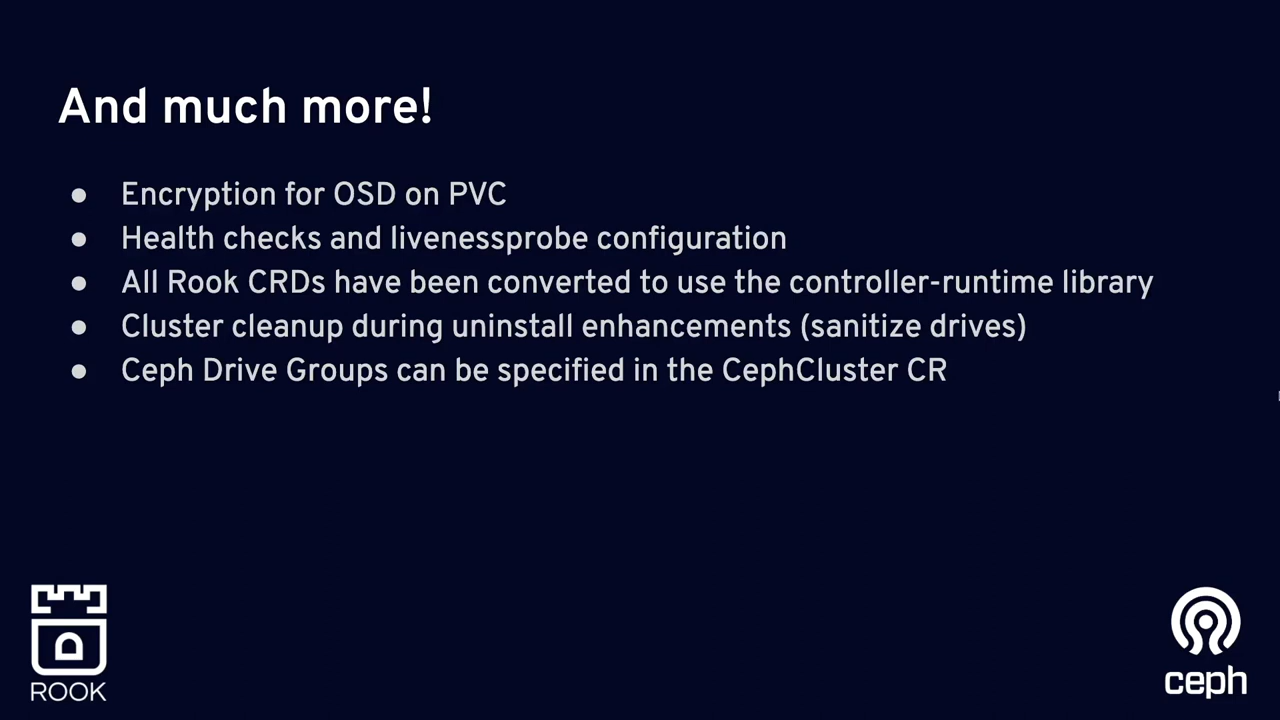 And much more!
● Encryption for OSD on PVC
● Health checks and livenessprobe configuration
● All Rook CRDs have been converted to use the controller-runtime library
● Cluster cleanup during uninstall enhancements (sanitize drives)
● Ceph Drive Groups can be specified in the CephCluster CR
ROOK
ceph